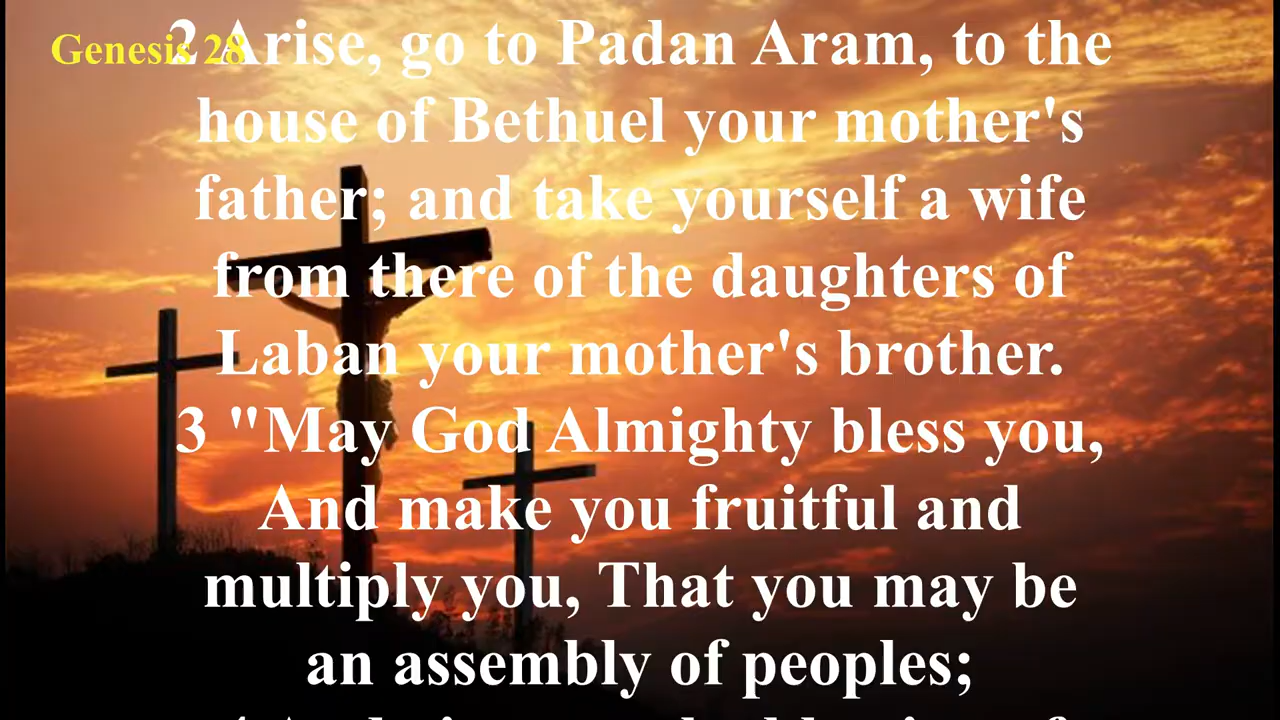 Genesis 28
2 Arise, go to Padan Aram, to the
house of Bethuel your mother's
father; and take yourself a wife
from there of the daughters of
Laban your mother's brother.
3 "May God Almighty bless you,
And make you fruitful and
multiply you, That you may be
an assembly of peoples;